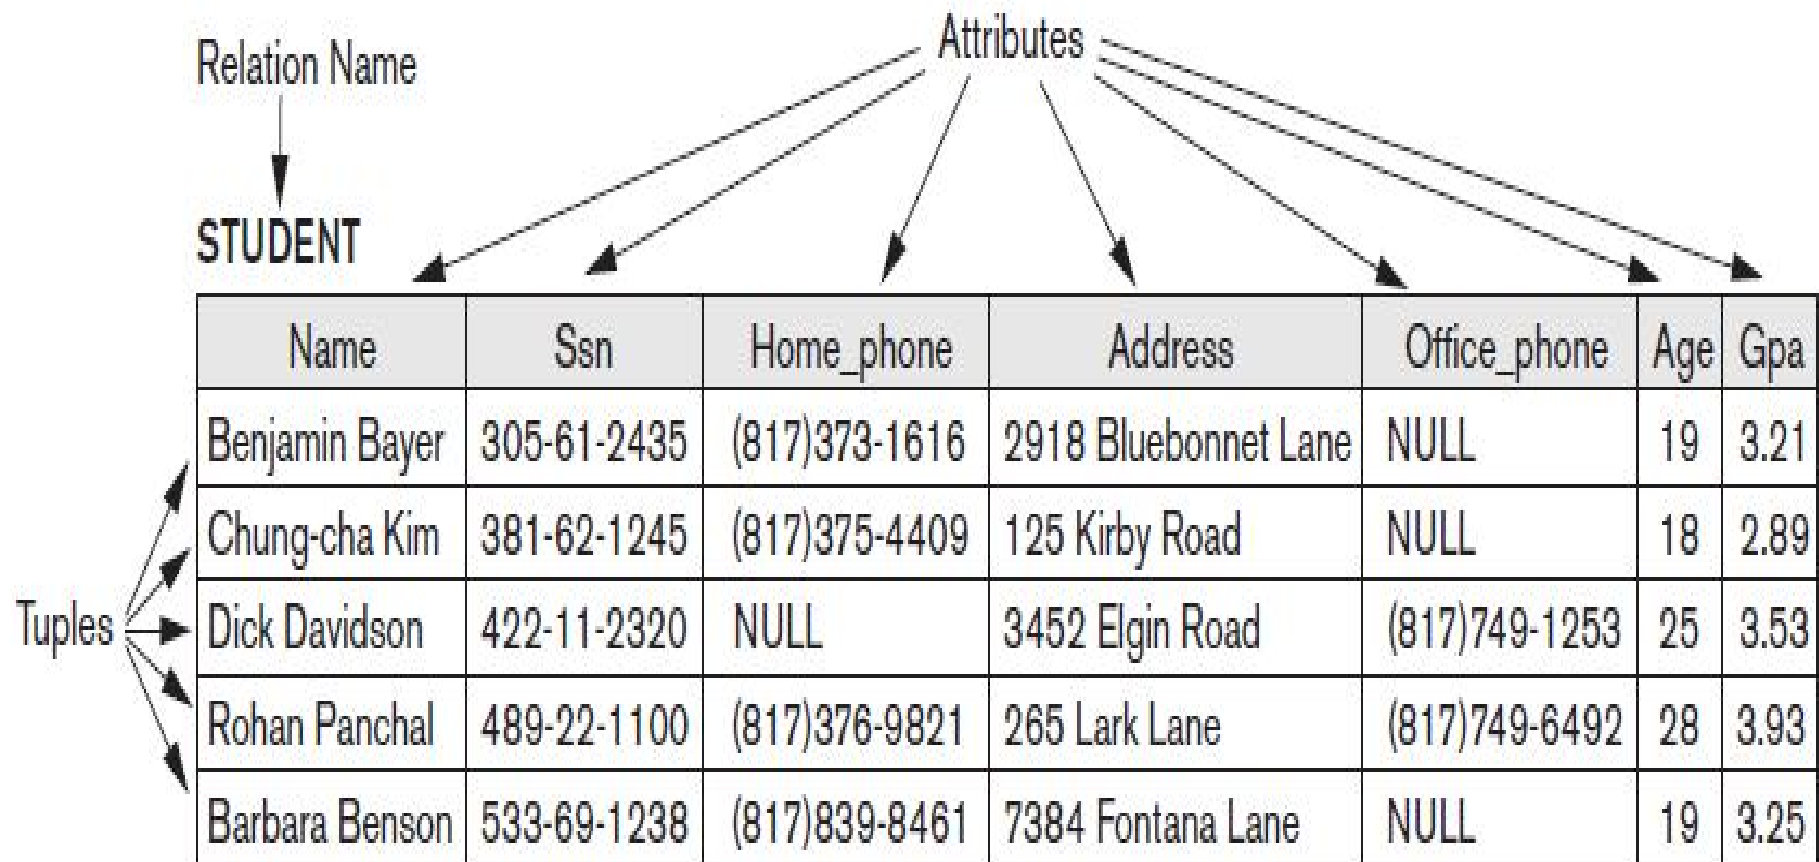 Attributes
Relation Name
STUDENT
Name Ssn Home_phone Address Office_phone Age Gpa
Benjamin Bayer 305-61-2435 (817)373-1616 2918 Bluebonnet Lane NULL 19 3.21
Chung-cha Kim 381-62-1245 (817)375-4409 125 Kirby Road NULL 18 2.89
Tuples
Dick Davidson 422-11-2320 NULL 3452 Elgin Road (817)749-1253 25 3.53
Rohan Panchal 489-22-1100 (817)376-9821 265 Lark Lane (817)749-6492 28 3.93
Barbara Benson 533-69-1238 (817)839-8461 7384 Fontana Lane NULL 19 3.25